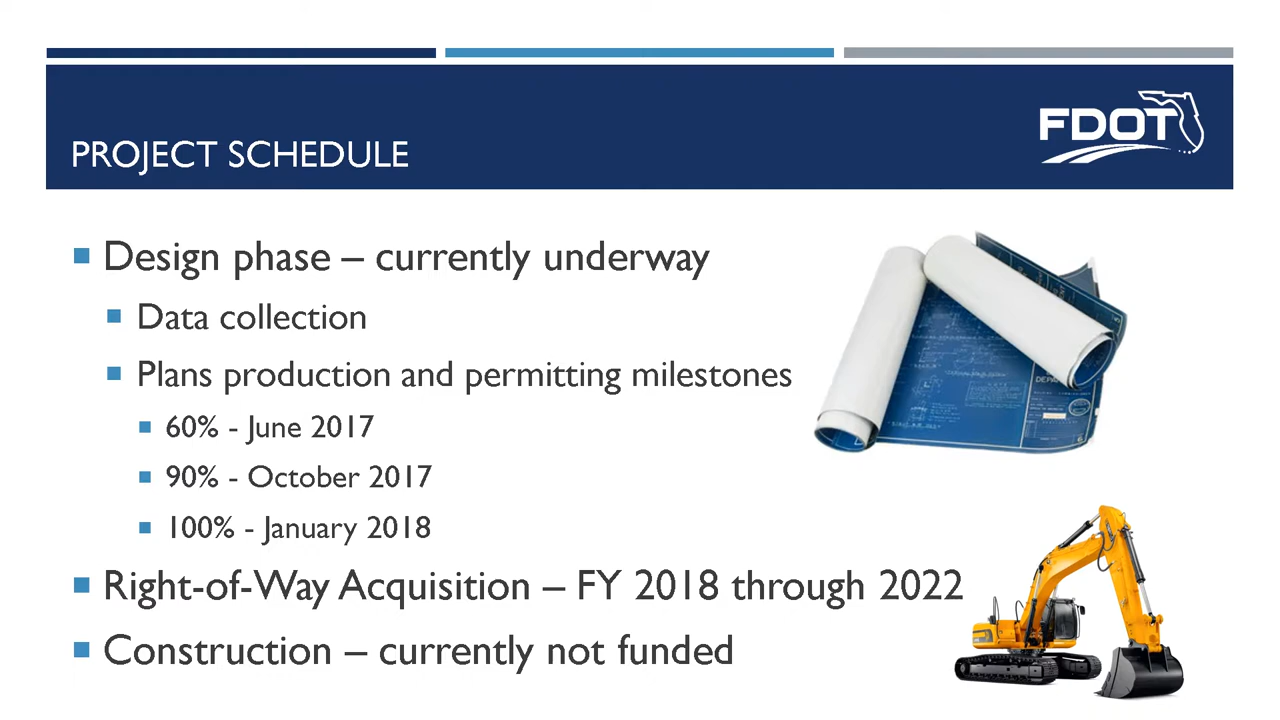 PROJECT SCHEDULE
FDOT
Design phase – currently underway
Data collection
Plans production and permitting milestones
60% - June 2017
90% - October 2017
100% - January 2018
Right-of-Way Acquisition – FY 2018 through 2022
Construction – currently not funded